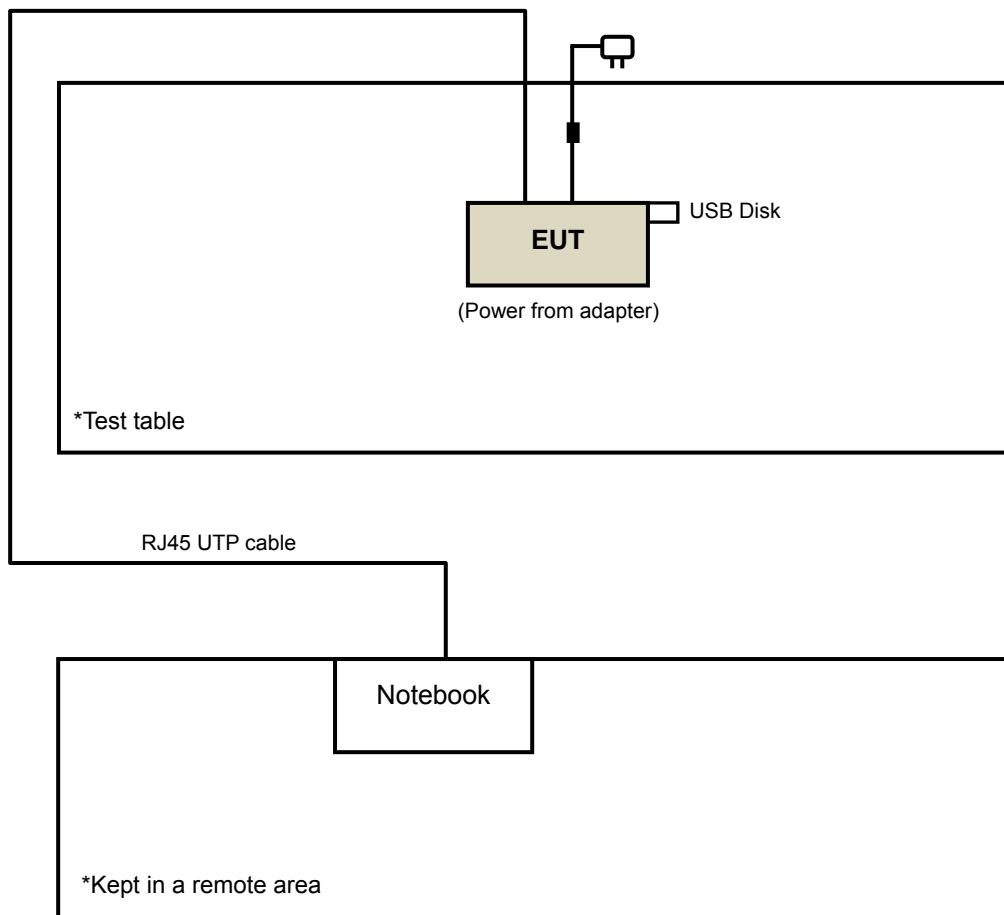 USB Disk
EUT
(Power from adapter)
*Test table
RJ45 UTP cable
Notebook
*Kept in a remote area